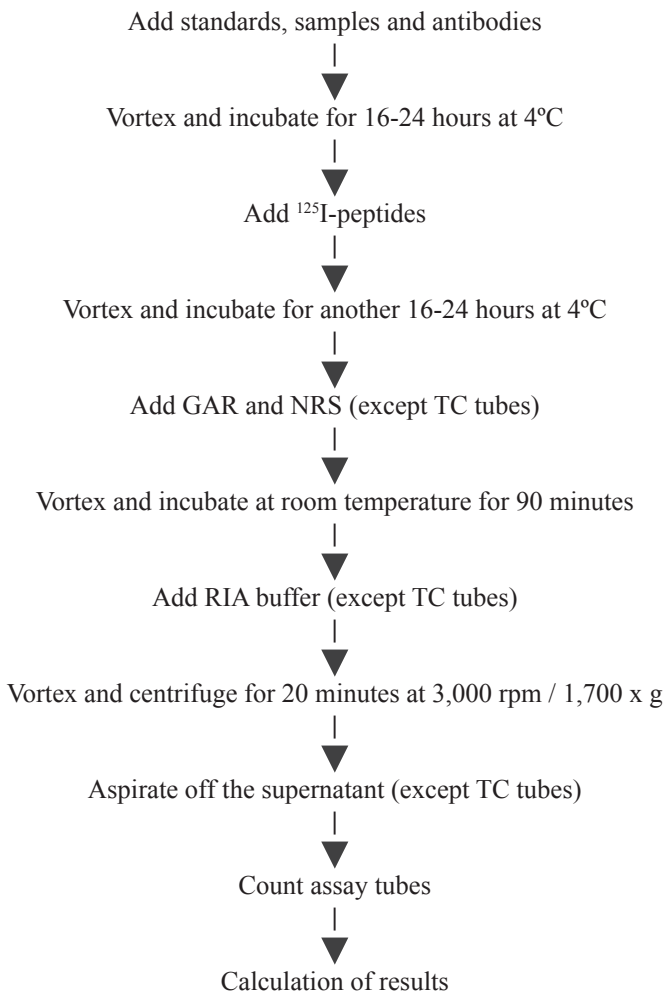 Add standards, samples and antibodies
Vortex and incubate for 16-24 hours at 4ºC
Add ¹²⁵I-peptides
Vortex and incubate for another 16-24 hours at 4ºC
Add GAR and NRS (except TC tubes)
Vortex and incubate at room temperature for 90 minutes
Add RIA buffer (except TC tubes)
Vortex and centrifuge for 20 minutes at 3,000 rpm / 1,700 x g
Aspirate off the supernatant (except TC tubes)
Count assay tubes
Calculation of results